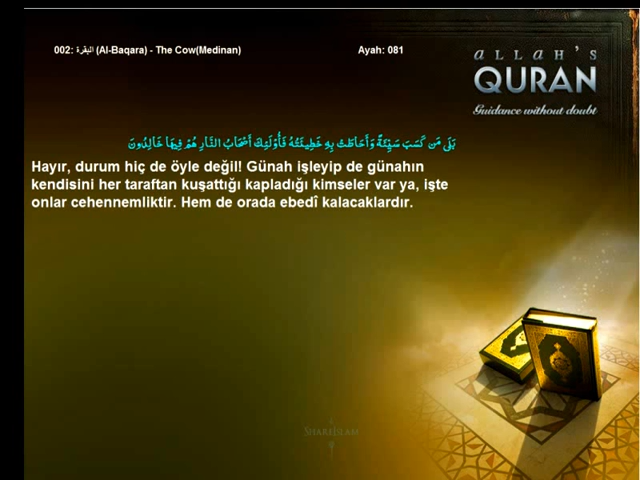 002: البقرة (Al-Baqara) - The Cow(Medinan) Ayah: 081
ALLAH'S
QURAN
Guidance without doubt
بَلَى مَن كَسَبَ سَيِّئَةً وَأَحَاطَتْ بِهِ خَطِيئَتُهُ فَأُوْلَئِكَ أَصْحَابُ النَّارِ هُمْ فِيهَا خَالِدُونَ
Hayır, durum hiç de öyle değil! Günah işleyip de günahın
kendisini her taraftan kuşattığı kapladığı kimseler var ya, işte
onlar cehennemliktir. Hem de orada ebedî kalacaklardır.
SHAREISLAM